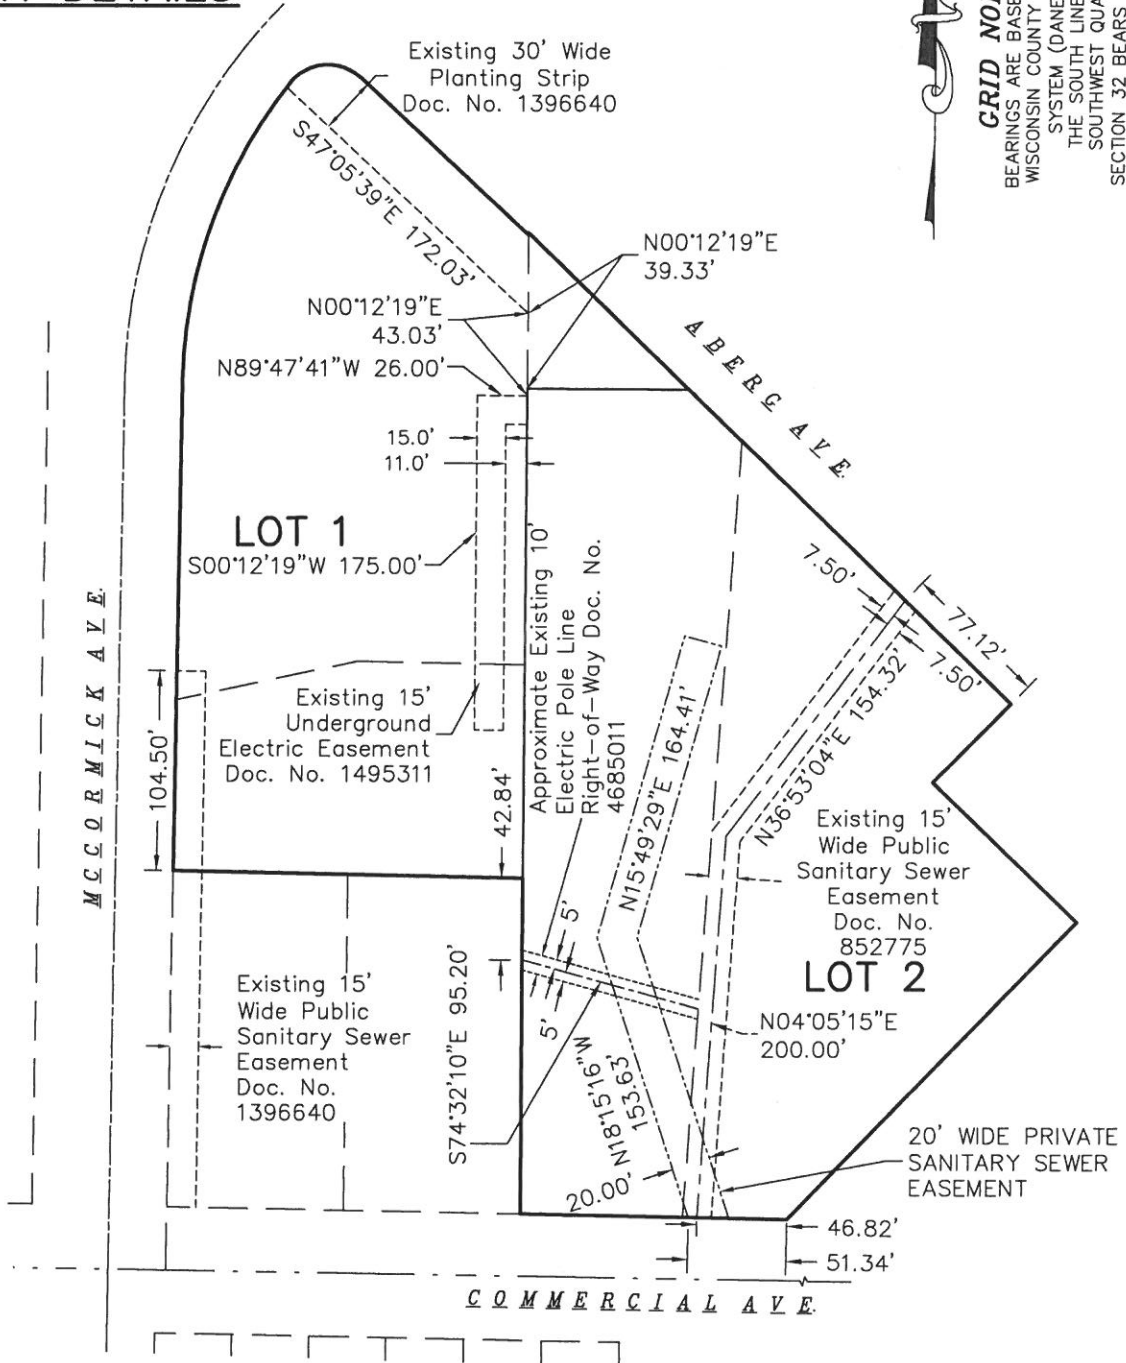 GRID NO
BEARINGS ARE BASE
WISCONSIN COUNTY
SYSTEM (DANE
THE SOUTH LINE
SOUTHWEST QUA
SECTION 32 BEARS
Existing 30' Wide
Planting Strip
Doc. No. 1396640
S47°05'39"E 172.03'
N00°12'19"E
39.33'
N00°12'19"E
43.03'
N89°47'41"W 26.00'
ABERG AVE.
15.0'
11.0'
LOT 1
S00°12'19"W 175.00'
Approximate Existing 10'
Electric Pole Line
Right-of-Way Doc. No.
4685011
7.50'
77.12'
7.50'
MCCORMICK AVE.
104.50'
Existing 15'
Underground
Electric Easement
Doc. No. 1495311
42.84'
N15°49'29"E 164.41'
N36°53'04"E 154.32'
Existing 15'
Wide Public
Sanitary Sewer
Easement
Doc. No.
852775
LOT 2
5'
5'
S74°32'10"E 95.20'
Existing 15'
Wide Public
Sanitary Sewer
Easement
Doc. No.
1396640
N04°05'15"E
200.00'
N18°15'16"W
153.63'
20.00'
20' WIDE PRIVATE
SANITARY SEWER
EASEMENT
46.82'
51.34'
COMMERCIAL AVE.